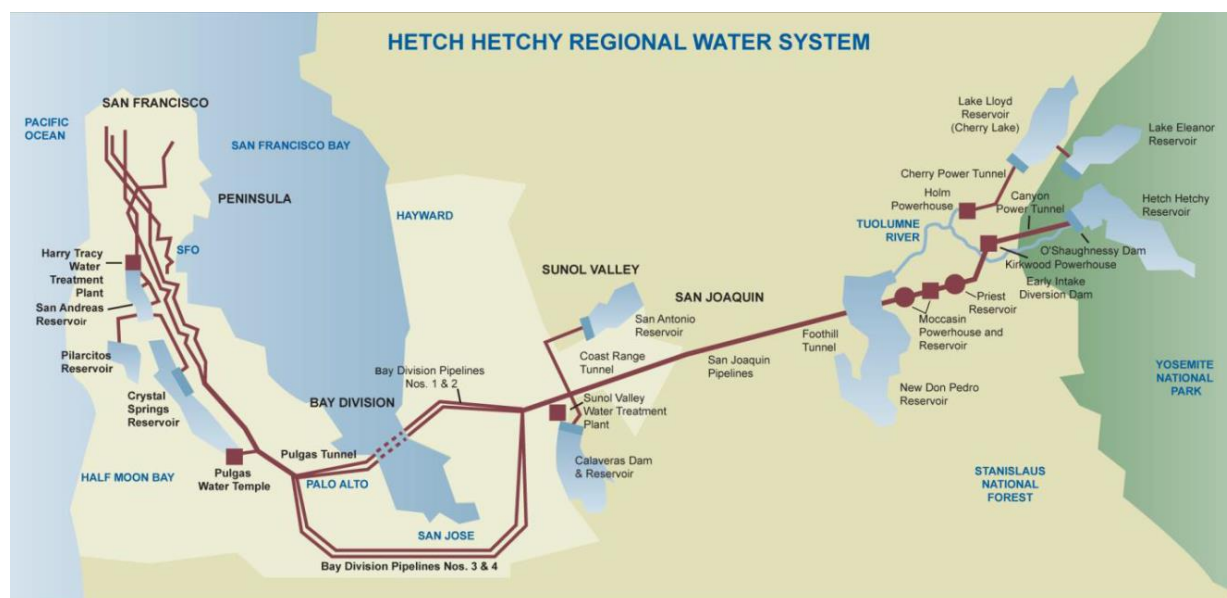 HETCH HETCHY REGIONAL WATER SYSTEM
SAN FRANCISCO
PACIFIC
OCEAN
SAN FRANCISCO BAY
PENINSULA
HAYWARD
SFO
Harry Tracy
Water
Treatment
Plant
San Andreas
Reservoir
Pilarcitos
Reservoir
Crystal
Springs
Reservoir
HALF MOON BAY
Pulgas
Water Temple
Pulgas Tunnel
PALO ALTO
BAY DIVISION
Bay Division Pipelines
Nos. 1 & 2
SAN JOSE
Bay Division Pipelines Nos. 3 & 4
SUNOL VALLEY
San Antonio
Reservoir
Coast Range
Tunnel
Sunol Valley
Water Treatment
Plant
Calaveras Dam
& Reservoir
SAN JOAQUIN
San Joaquin
Pipelines
Foothill
Tunnel
New Don Pedro
Reservoir
Moccasin
Powerhouse and
Reservoir
Priest
Reservoir
TUOLUMNE
RIVER
Holm
Powerhouse
Cherry Power Tunnel
Lake Lloyd
Reservoir
(Cherry Lake)
Lake Eleanor
Reservoir
Canyon
Power Tunnel
Hetch Hetchy
Reservoir
O'Shaughnessy Dam
Kirkwood Powerhouse
Early Intake
Diversion Dam
YOSEMITE
NATIONAL
PARK
STANISLAUS
NATIONAL
FOREST